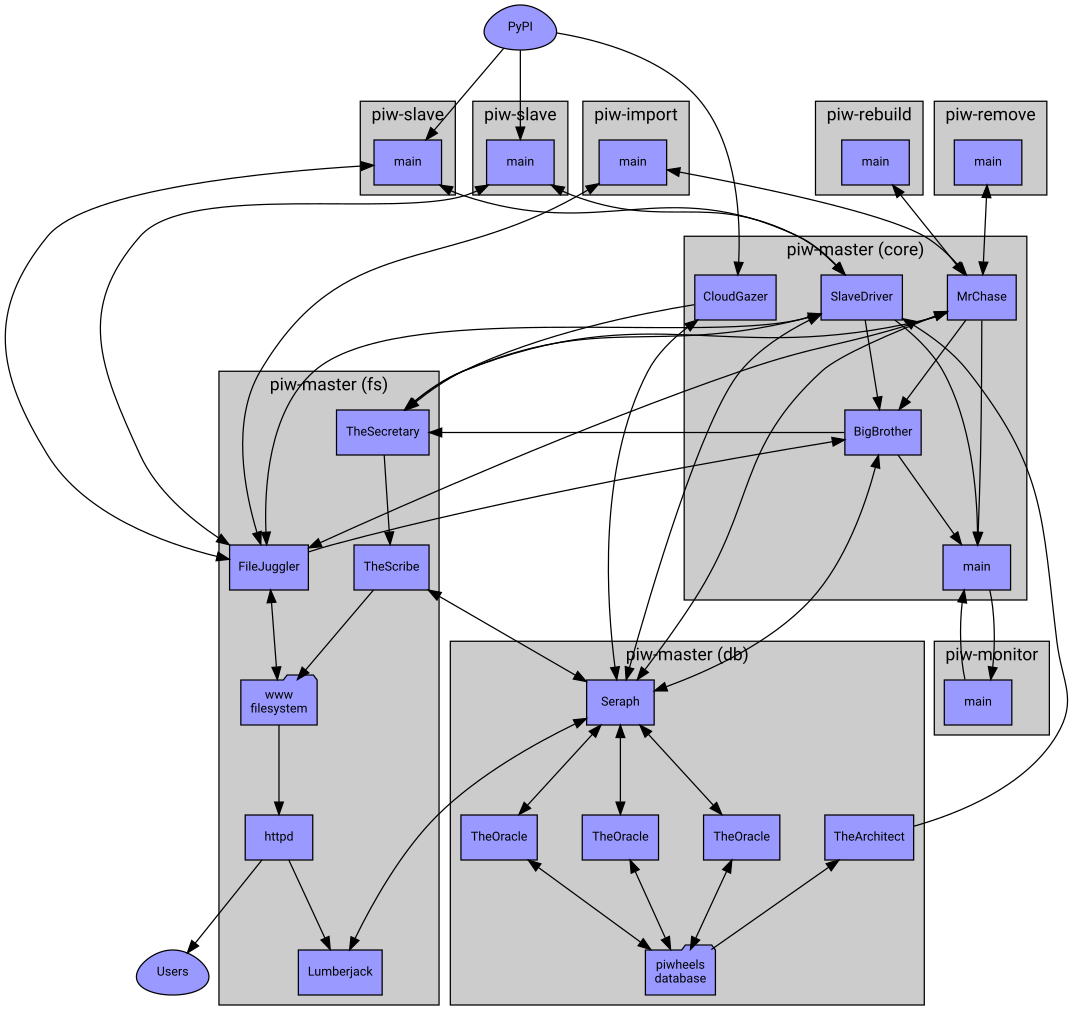 PyPI
piw-slave
piw-slave
piw-import
piw-rebuild
piw-remove
main
main
main
main
main
piw-master (core)
CloudGazer
SlaveDriver
MrChase
piw-master (fs)
TheSecretary
BigBrother
FileJuggler
TheScribe
main
piw-master (db)
piw-monitor
www
filesystem
Seraph
main
httpd
TheOracle
TheOracle
TheOracle
TheArchitect
Users
Lumberjack
piwheels
database